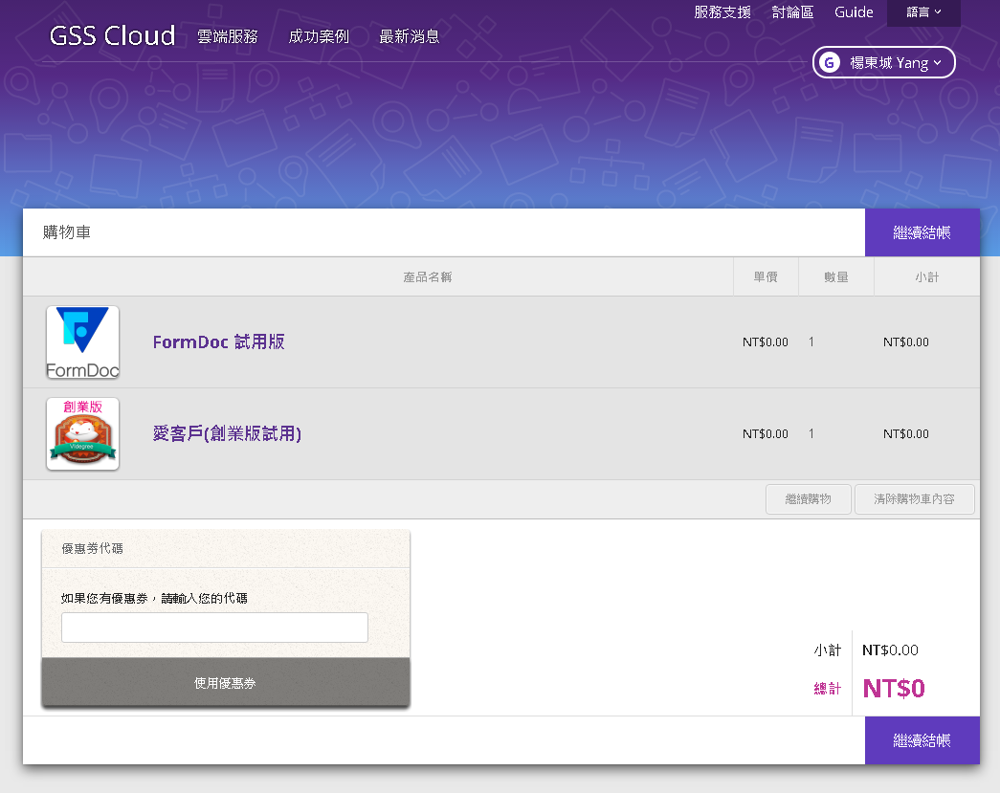 服務支援 討論區 Guide 語言
GSS Cloud 雲端服務 成功案例 最新消息
G 楊東城 Yang
購物車 繼續結帳
產品名稱 單價 數量 小計
FormDoc
FormDoc 試用版 NT$0.00 1 NT$0.00
創業版
Videgree
愛客戶(創業版試用) NT$0.00 1 NT$0.00
繼續購物 清除購物車內容
優惠券代碼
如果您有優惠券，請輸入您的代碼
使用優惠券
小計 NT$0.00
總計 NT$0
繼續結帳